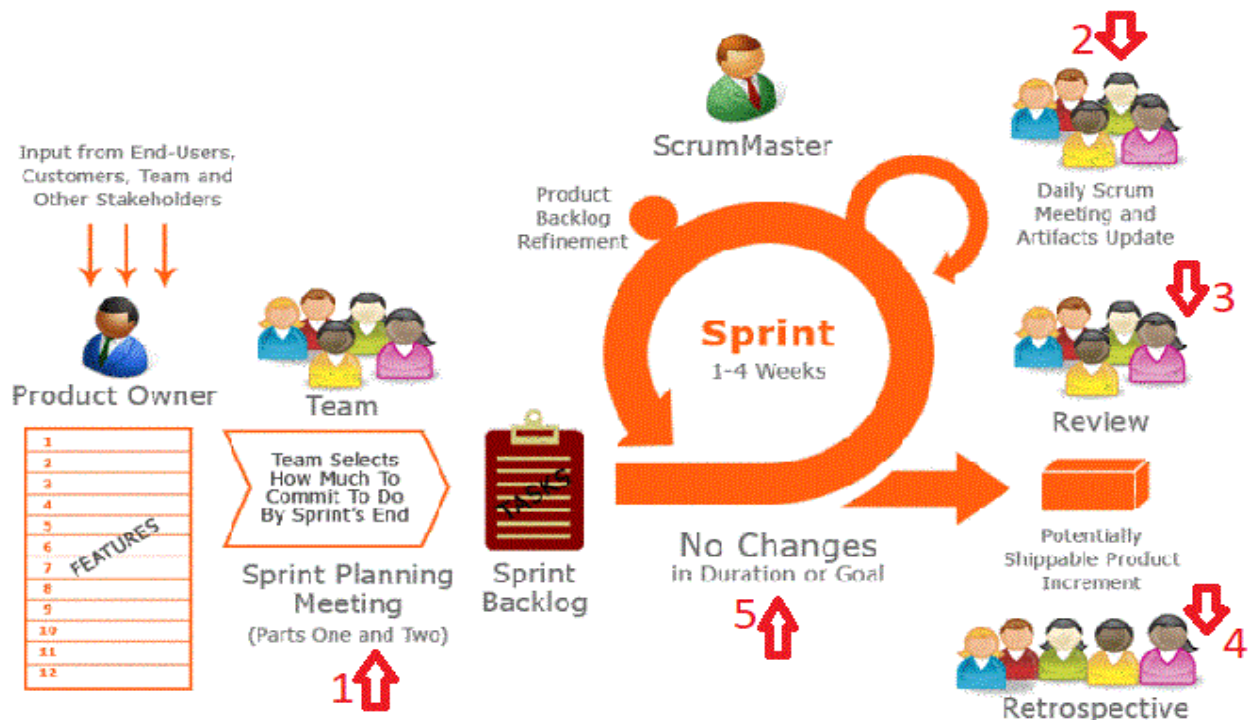 2
ScrumMaster
Input from End-Users,
Customers, Team and
Other Stakeholders
Product
Backlog
Refinement
Daily Scrum
Meeting and
Artifacts Update
3
Sprint
1-4 Weeks
Product Owner
Team
Review
1
2
3
4
5
6
7
8
9
10
11
12
FEATURES
Team Selects
How Much To
Commit To Do
By Sprint's End
TASKS
Sprint Planning
Meeting
(Parts One and Two)
1
Sprint
Backlog
No Changes
in Duration or Goal
5
Potentially
Shippable Product
Increment
4
Retrospective